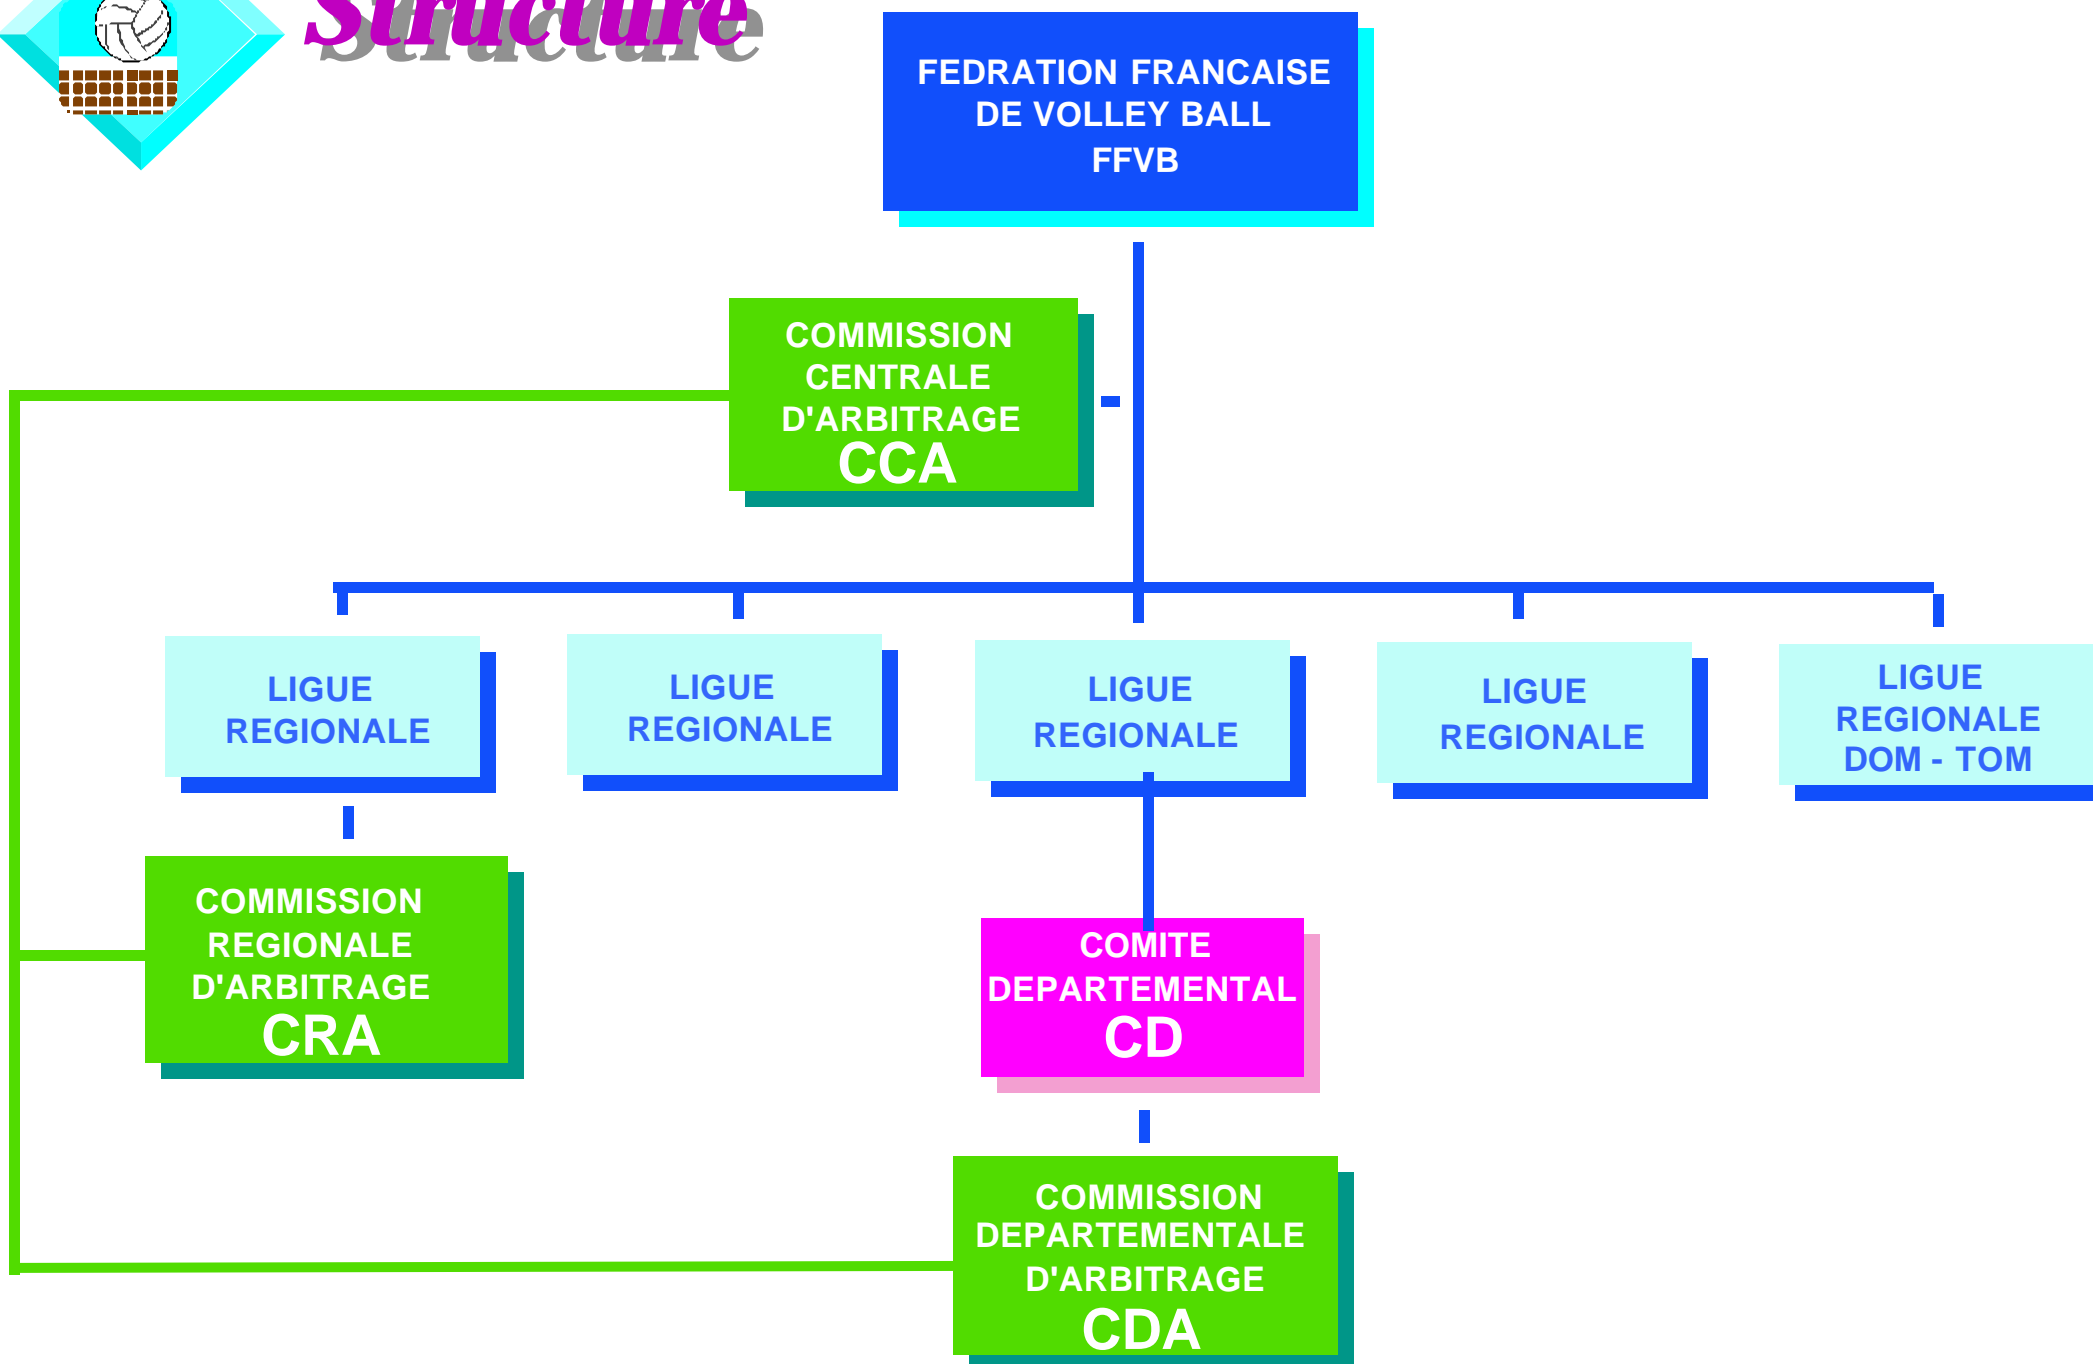 Structure
FEDRATION FRANCAISE
DE VOLLEY BALL
FFVB
COMMISSION
CENTRALE
D'ARBITRAGE
CCA
LIGUE
REGIONALE
LIGUE
REGIONALE
LIGUE
REGIONALE
LIGUE
REGIONALE
LIGUE
REGIONALE
DOM - TOM
COMMISSION
REGIONALE
D'ARBITRAGE
CRA
COMITE
DEPARTEMENTAL
CD
COMMISSION
DEPARTEMENTALE
D'ARBITRAGE
CDA